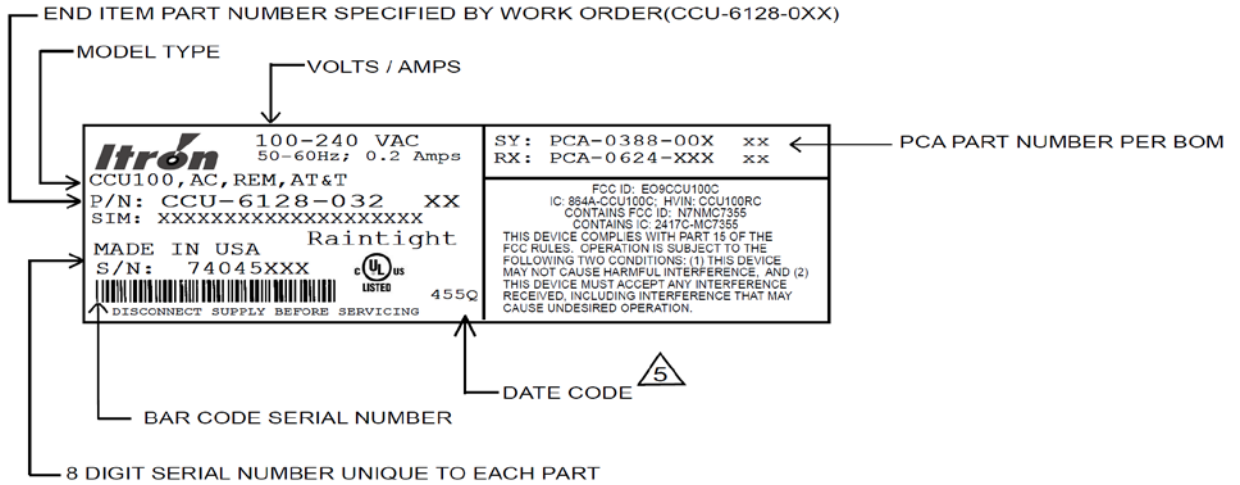 END ITEM PART NUMBER SPECIFIED BY WORK ORDER(CCU-6128-0XX)
MODEL TYPE
VOLTS / AMPS
Itron
100-240 VAC
50-60Hz; 0.2 Amps
CCU100,AC,REM,AT&T
P/N: CCU-6128-032 XX
SIM: XXXXXXXXXXXXXXXXXXXX
Raintight
MADE IN USA
S/N: 74045XXX
C UL US
LISTED
455Q
DISCONNECT SUPPLY BEFORE SERVICING
SY: PCA-0388-00X xx
RX: PCA-0624-XXX xx
PCA PART NUMBER PER BOM
FCC ID: EO9CCU100C
IC: 864A-CCU100C; HVIN: CCU100RC
CONTAINS FCC ID: N7NMC7355
CONTAINS IC: 2417C-MC7355
THIS DEVICE COMPLIES WITH PART 15 OF THE
FCC RULES. OPERATION IS SUBJECT TO THE
FOLLOWING TWO CONDITIONS: (1) THIS DEVICE
MAY NOT CAUSE HARMFUL INTERFERENCE, AND (2)
THIS DEVICE MUST ACCEPT ANY INTERFERENCE
RECEIVED, INCLUDING INTERFERENCE THAT MAY
CAUSE UNDESIRED OPERATION.
DATE CODE 5
BAR CODE SERIAL NUMBER
8 DIGIT SERIAL NUMBER UNIQUE TO EACH PART